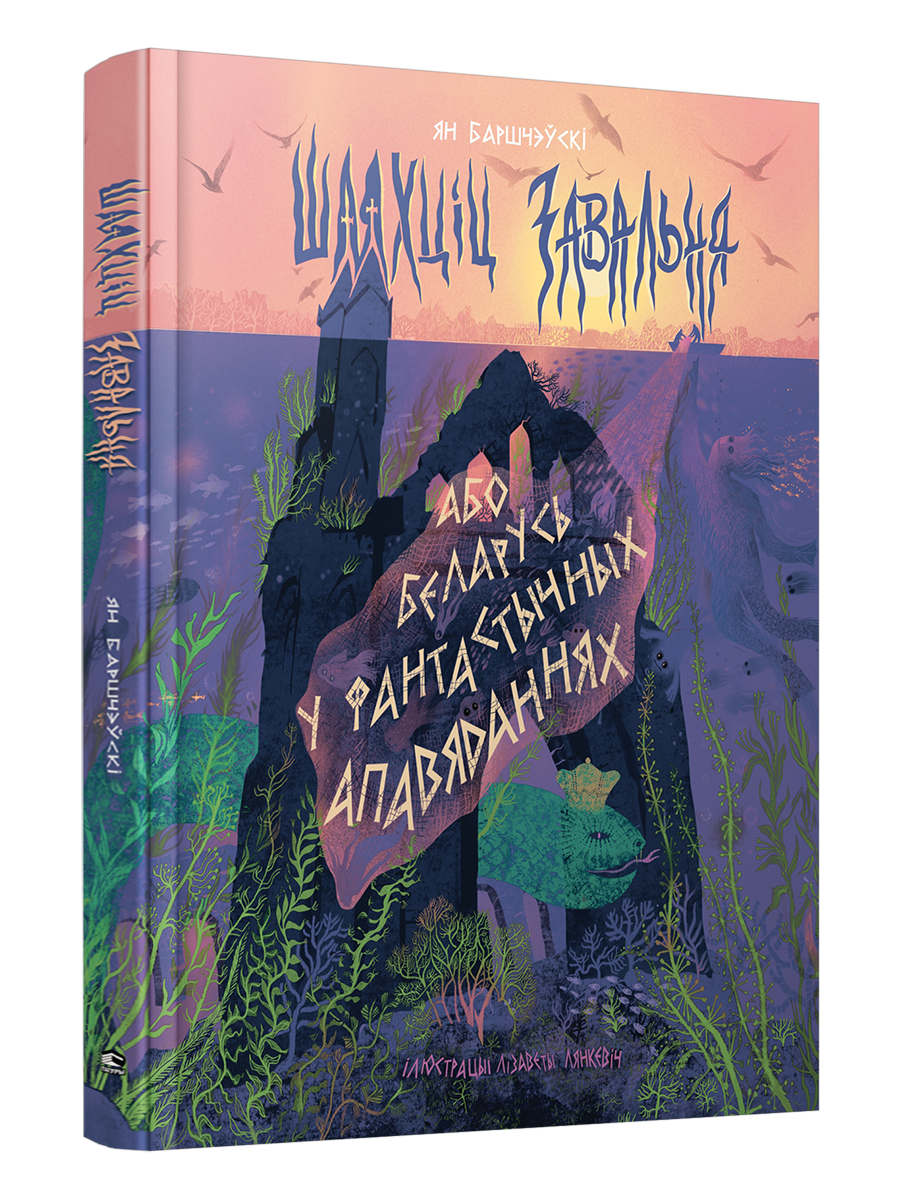 ЯН БАРШЧЭЎСКІ
ШЛЯХЦІЦ ЗАВАЛЬНЯ
АБО
БЕЛАРУСЬ
У ФАНТАСТЫЧНЫХ
АПАВЯДАННЯХ
ІЛЮСТРАЦЫІ ЛІЗАВЕТЫ ЛЯНКЕВІЧ
ШЛЯХЦІЦ ЗАВАЛЬНЯ
ЯН БАРШЧЭЎСКІ